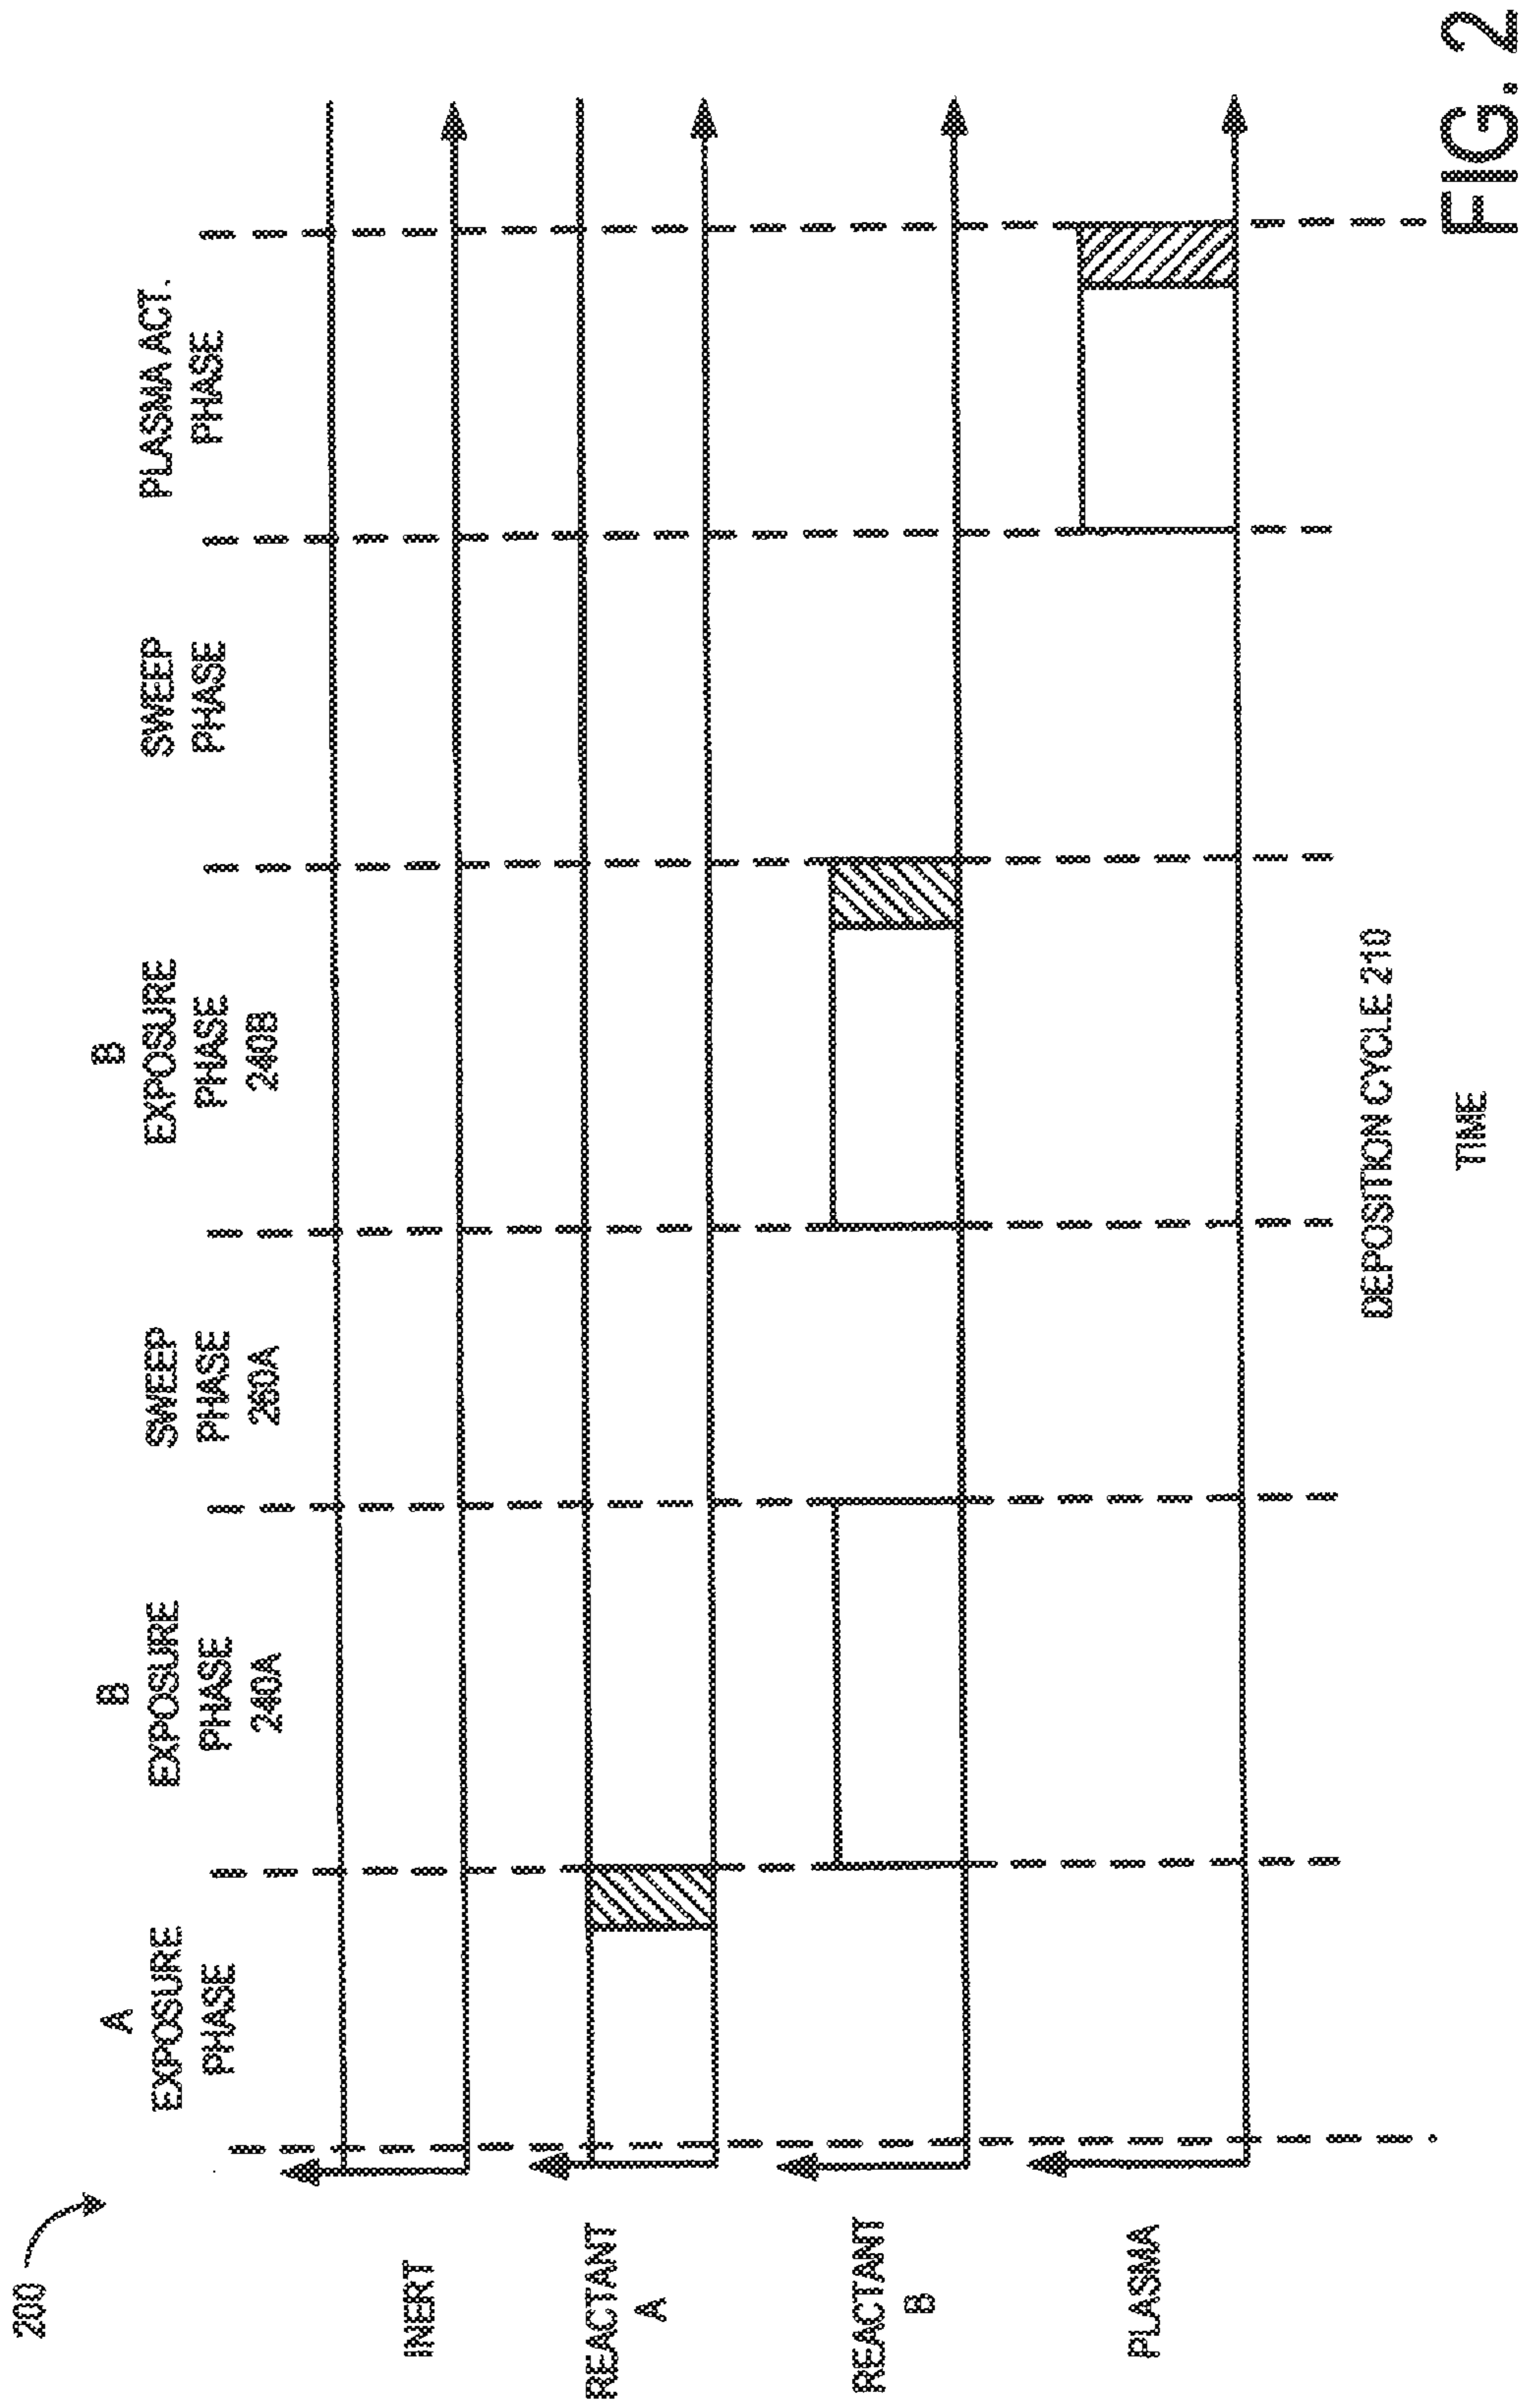 200
A
EXPOSURE
PHASE
B
EXPOSURE
PHASE
240A
SWEEP
PHASE
260A
B
EXPOSURE
PHASE
240B
SWEEP
PHASE
PLASMA ACT.
PHASE
INERT
REACTANT
A
REACTANT
B
PLASMA
DEPOSITION CYCLE 210
TIME
FIG. 2